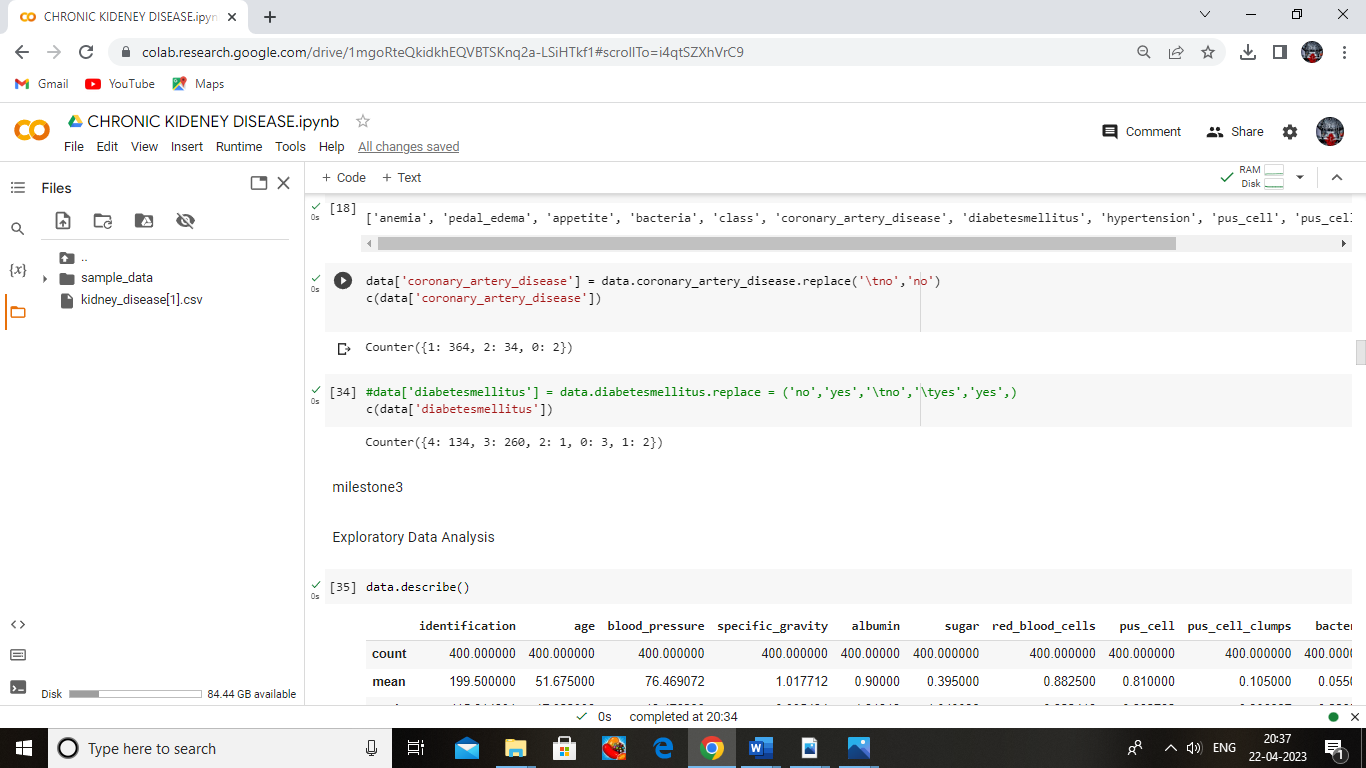 CHRONIC KIDENEY DISEASE.ipyn
colab.research.google.com/drive/1mgoRteQkidkhEQVBTSKnq2a-LSiHTkf1#scrollTo=i4qtSZXhVrC9
Gmail YouTube Maps
CHRONIC KIDENEY DISEASE.ipynb
File Edit View Insert Runtime Tools Help All changes saved
Comment Share
Files
+ Code + Text
RAM
Disk
..
sample_data
kidney_disease[1].csv
{x}
Disk 84.44 GB available
0s
[18]
['anemia', 'pedal_edema', 'appetite', 'bacteria', 'class', 'coronary_artery_disease', 'diabetesmellitus', 'hypertension', 'pus_cell', 'pus_cell
0s
data['coronary_artery_disease'] = data.coronary_artery_disease.replace('\tno','no')
c(data['coronary_artery_disease'])
Counter({1: 364, 2: 34, 0: 2})
0s
[34] #data['diabetesmellitus'] = data.diabetesmellitus.replace = ('no','yes','\tno','\tyes','yes',)
c(data['diabetesmellitus'])
Counter({4: 134, 3: 260, 2: 1, 0: 3, 1: 2})
milestone3
Exploratory Data Analysis
0s
[35] data.describe()
identification age blood_pressure specific_gravity albumin sugar red_blood_cells pus_cell pus_cell_clumps bacter
count 400.000000 400.000000 400.000000 400.000000 400.00000 400.000000 400.000000 400.000000 400.000000 400.0000
mean 199.500000 51.675000 76.469072 1.017712 0.90000 0.395000 0.882500 0.810000 0.105000 0.0550
0s completed at 20:34
Type here to search
ENG
20:37
22-04-2023
1